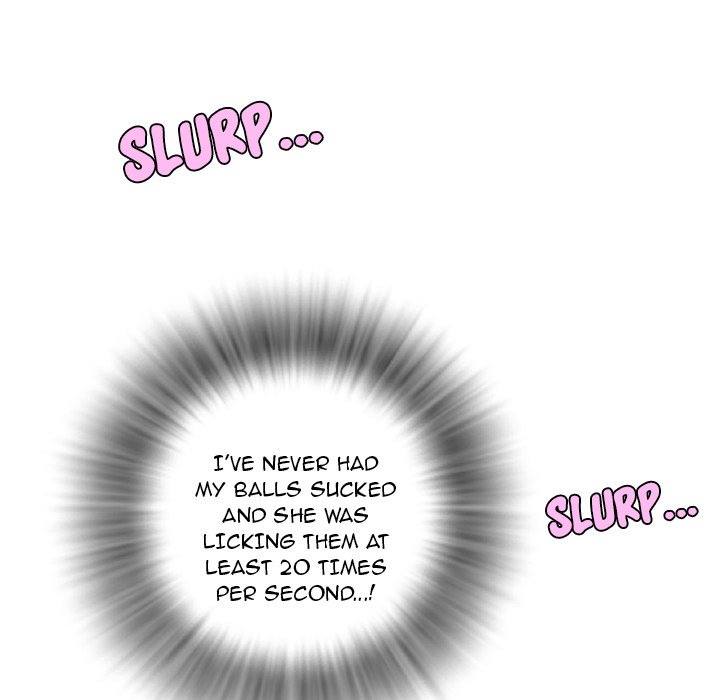 SLURP...
I'VE NEVER HAD
MY BALLS SUCKED
AND SHE WAS
LICKING THEM AT
LEAST 20 TIMES
PER SECOND...!
SLURP...